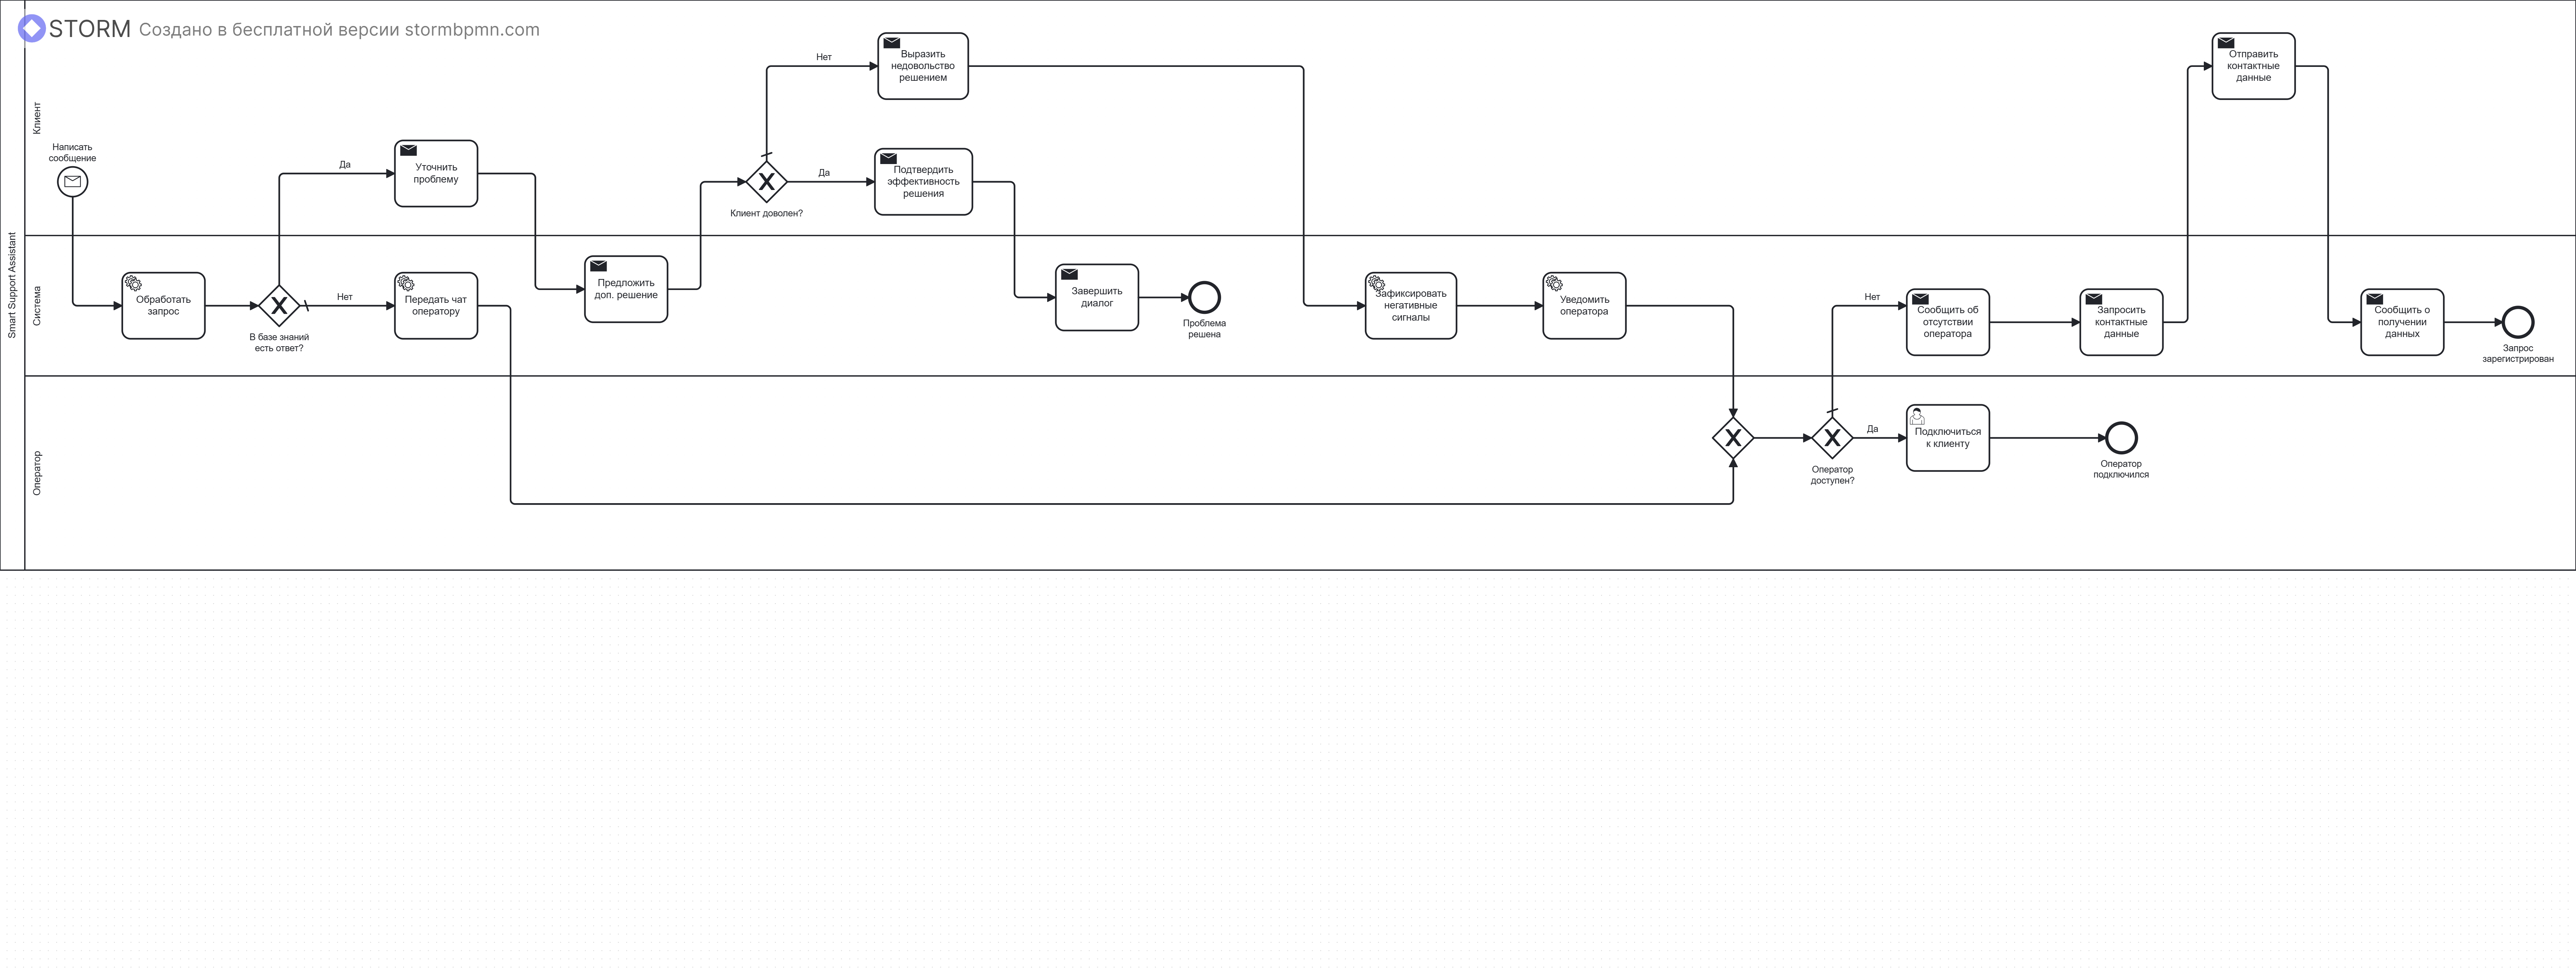 STORM Создано в бесплатной версии stormbpmn.com
Smart Support Assistant
Клиент
Написать
сообщение
Да
Уточнить
проблему
Клиент доволен?
Нет
Выразить
недовольство
решением
Да
Подтвердить
эффективность
решения
Отправить
контактные
данные
Система
Обработать
запрос
В базе знаний
есть ответ?
Нет
Передать чат
оператору
Предложить
доп. решение
Завершить
диалог
Проблема
решена
Зафиксировать
негативные
сигналы
Уведомить
оператора
Нет
Сообщить об
отсутствии
оператора
Запросить
контактные
данные
Сообщить о
получении
данных
Запрос
зарегистрирован
Оператор
Оператор
доступен?
Да
Подключиться
к клиенту
Оператор
подключился